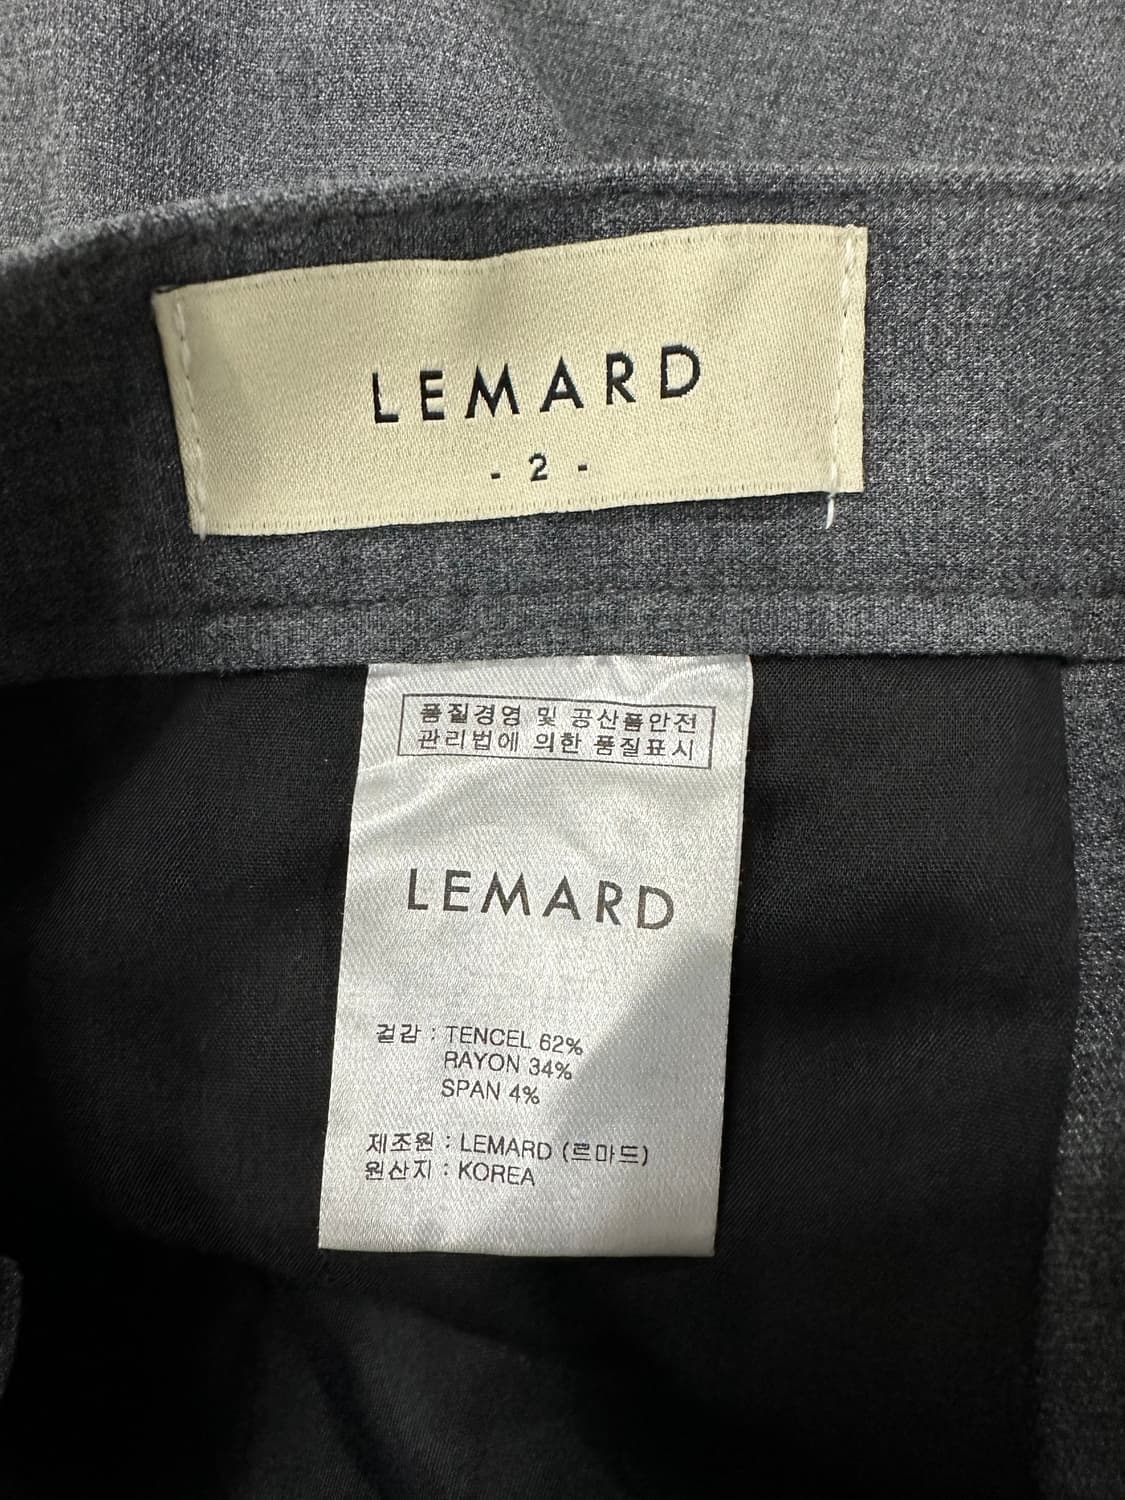 LEMARD
- 2 -
품질경영 및 공산품안전
관리법에 의한 품질표시
LEMARD
겉감 : TENCEL 62%
RAYON 34%
SPAN 4%
제조원 : LEMARD (르마드)
원산지 : KOREA